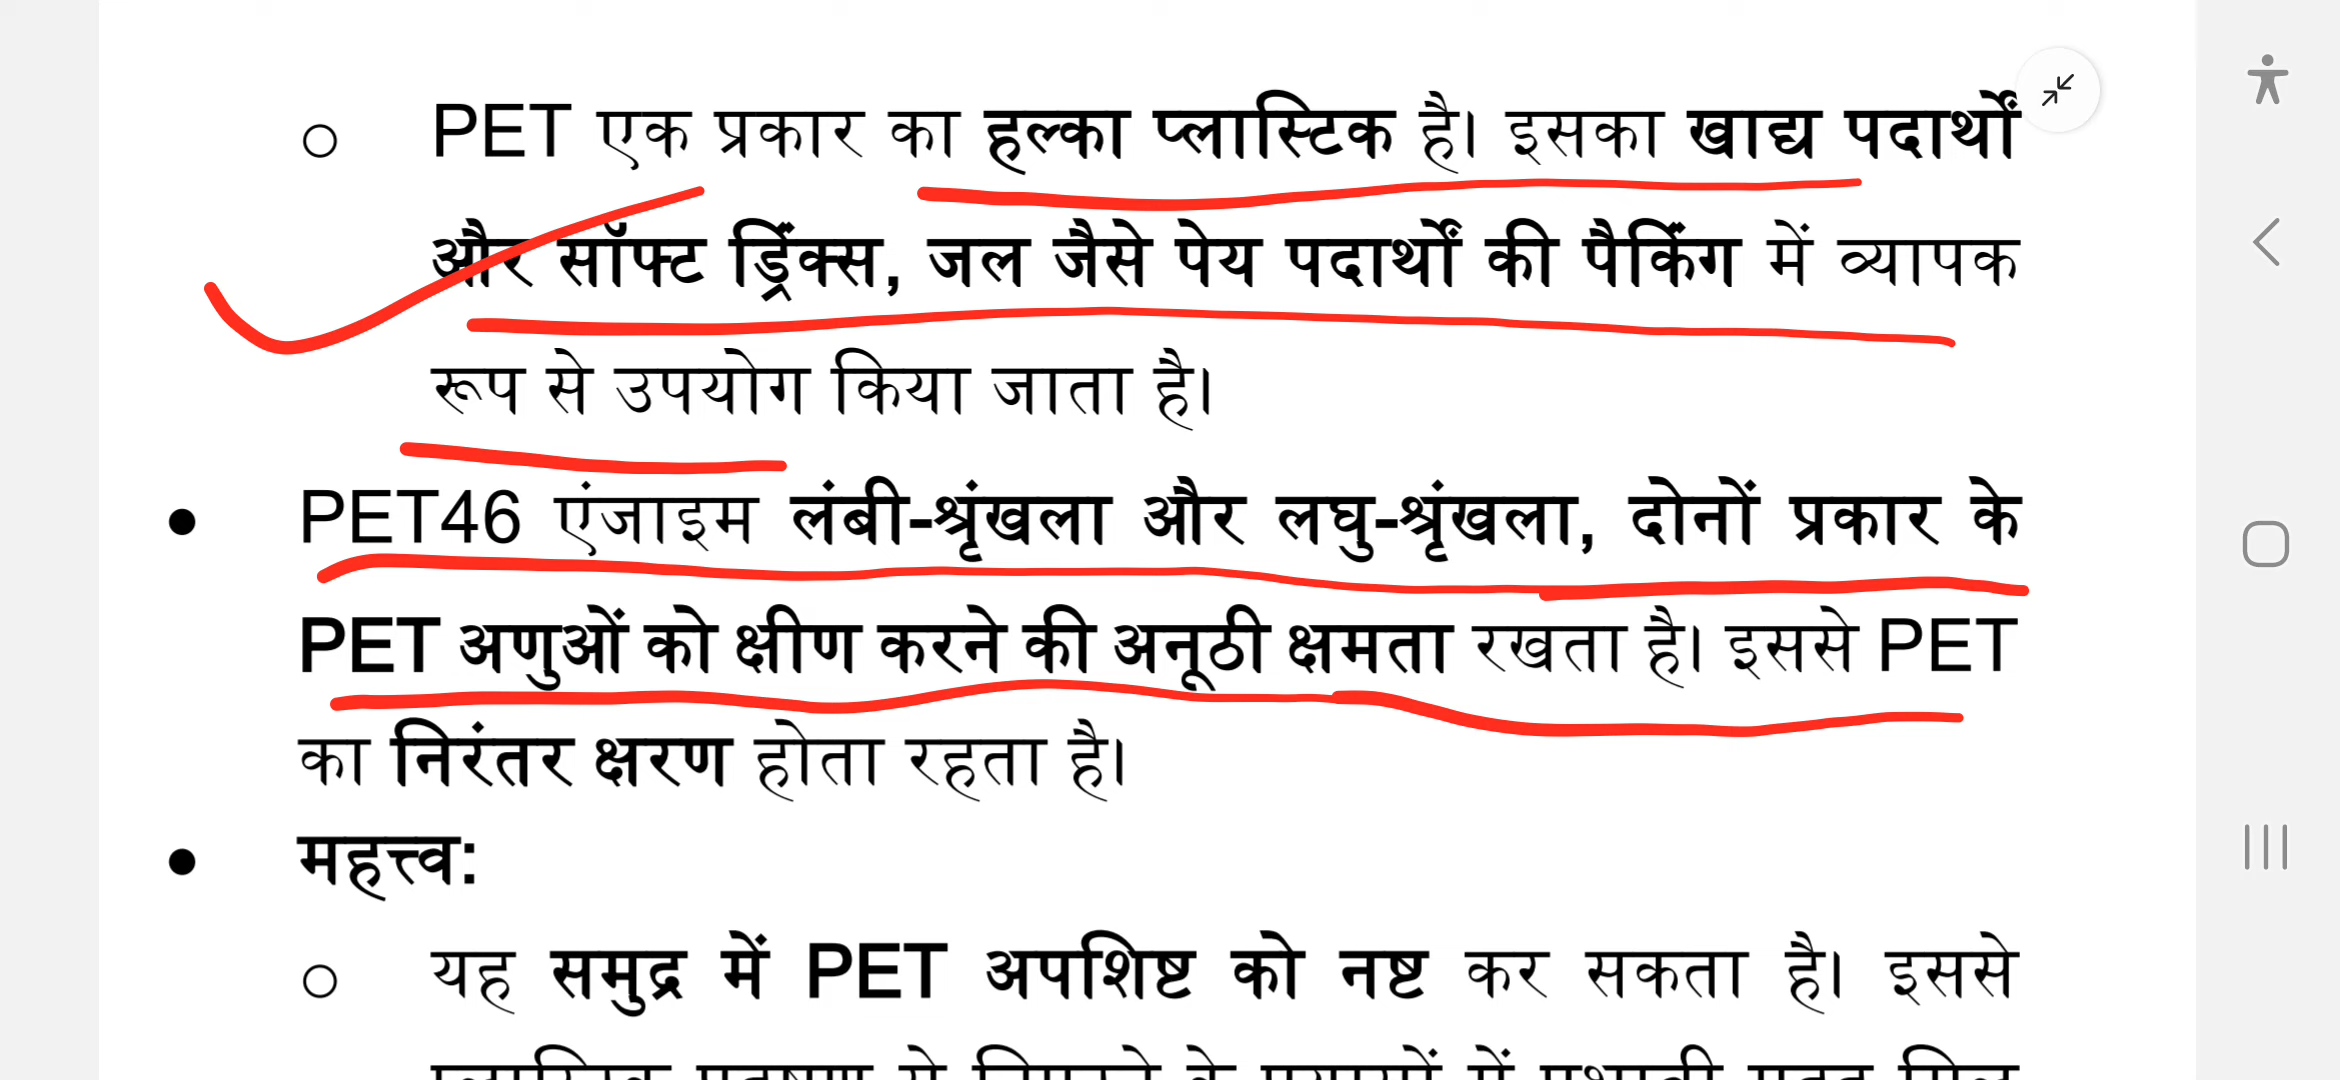 ○ PET एक प्रकार का हल्का प्लास्टिक है। इसका खाद्य पदार्थों
और सॉफ्ट ड्रिंक्स, जल जैसे पेय पदार्थों की पैकिंग में व्यापक
रूप से उपयोग किया जाता है।
● PET46 एंजाइम लंबी-श्रृंखला और लघु-श्रृंखला, दोनों प्रकार के
PET अणुओं को क्षीण करने की अनूठी क्षमता रखता है। इससे PET
का निरंतर क्षरण होता रहता है।
● महत्त्व:
○ यह समुद्र में PET अपशिष्ट को नष्ट कर सकता है। इससे